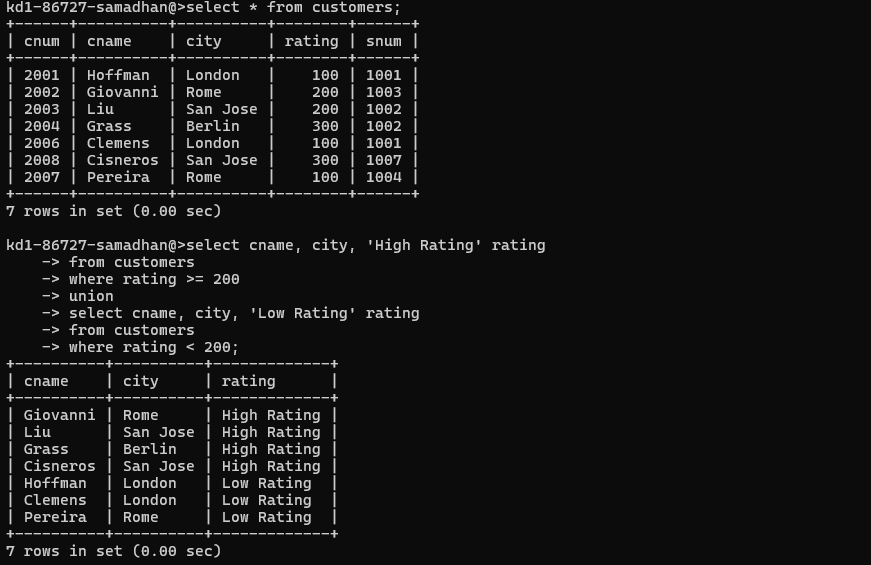 kd1-86727-samadhan@>select * from customers;
+------+----------+----------+--------+------+
| cnum | cname    | city     | rating | snum |
+------+----------+----------+--------+------+
| 2001 | Hoffman  | London   |    100 | 1001 |
| 2002 | Giovanni | Rome     |    200 | 1003 |
| 2003 | Liu      | San Jose |    200 | 1002 |
| 2004 | Grass    | Berlin   |    300 | 1002 |
| 2006 | Clemens  | London   |    100 | 1001 |
| 2008 | Cisneros | San Jose |    300 | 1007 |
| 2007 | Pereira  | Rome     |    100 | 1004 |
+------+----------+----------+--------+------+
7 rows in set (0.00 sec)

kd1-86727-samadhan@>select cname, city, 'High Rating' rating
    -> from customers
    -> where rating >= 200
    -> union
    -> select cname, city, 'Low Rating' rating
    -> from customers
    -> where rating < 200;
+----------+----------+-------------+
| cname    | city     | rating      |
+----------+----------+-------------+
| Giovanni | Rome     | High Rating |
| Liu      | San Jose | High Rating |
| Grass    | Berlin   | High Rating |
| Cisneros | San Jose | High Rating |
| Hoffman  | London   | Low Rating  |
| Clemens  | London   | Low Rating  |
| Pereira  | Rome     | Low Rating  |
+----------+----------+-------------+
7 rows in set (0.00 sec)